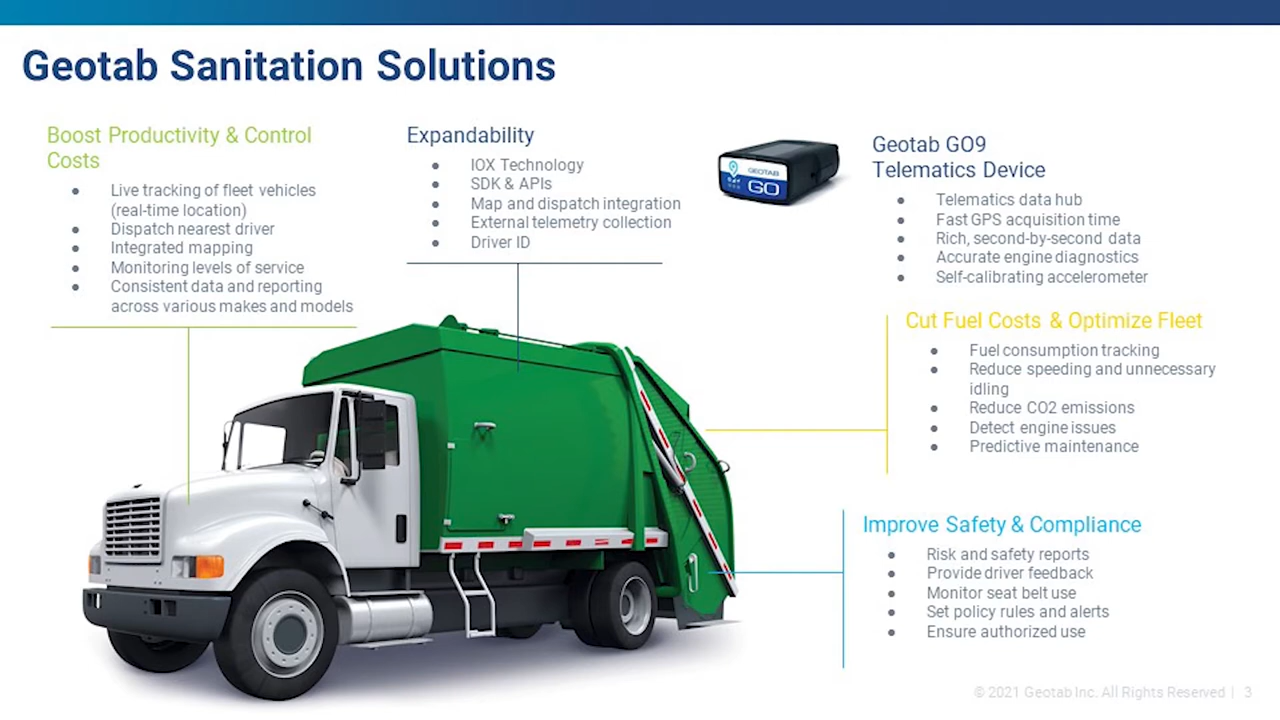 Geotab Sanitation Solutions
Boost Productivity & Control
Costs
● Live tracking of fleet vehicles
(real-time location)
● Dispatch nearest driver
● Integrated mapping
● Monitoring levels of service
● Consistent data and reporting
across various makes and models
Expandability
● IOX Technology
● SDK & APIs
● Map and dispatch integration
● External telemetry collection
● Driver ID
GEOTAB
GO
Geotab GO9
Telematics Device
● Telematics data hub
● Fast GPS acquisition time
● Rich, second-by-second data
● Accurate engine diagnostics
● Self-calibrating accelerometer
Cut Fuel Costs & Optimize Fleet
● Fuel consumption tracking
● Reduce speeding and unnecessary
idling
● Reduce CO2 emissions
● Detect engine issues
● Predictive maintenance
Improve Safety & Compliance
● Risk and safety reports
● Provide driver feedback
● Monitor seat belt use
● Set policy rules and alerts
● Ensure authorized use
© 2021 Geotab Inc. All Rights Reserved | 3